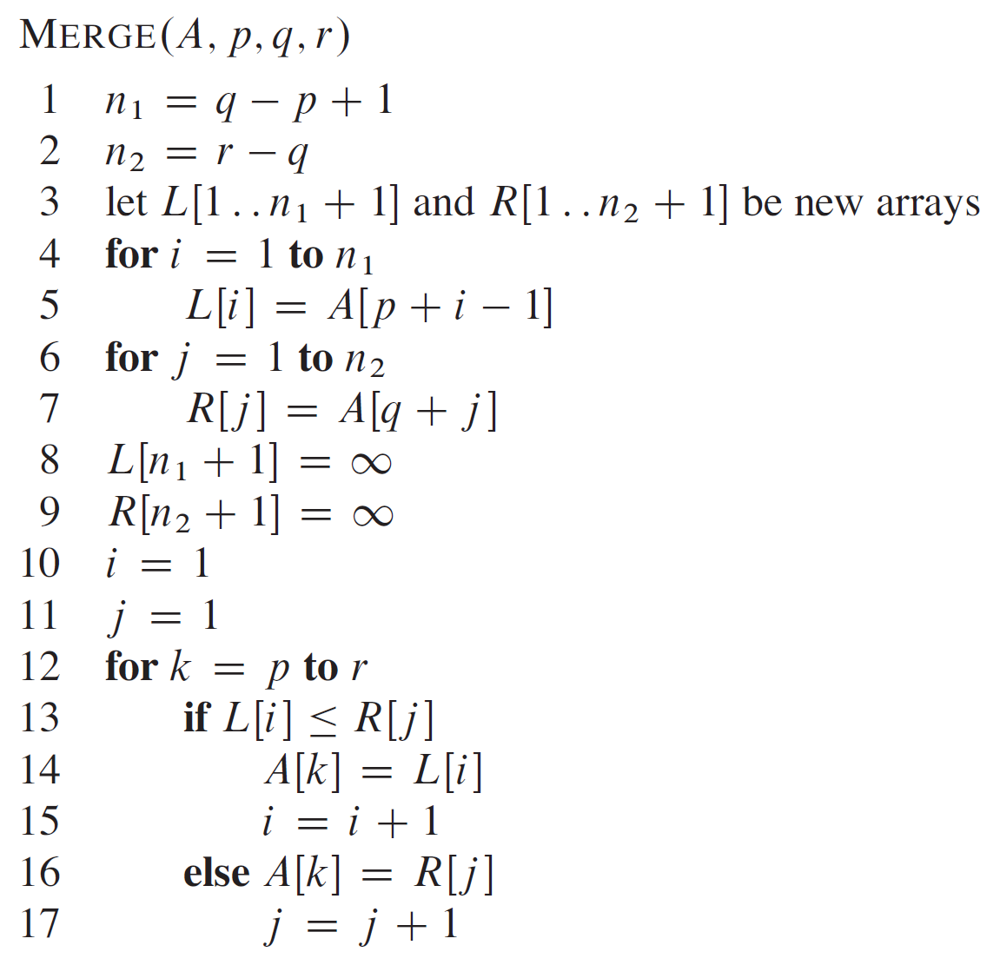 MERGE(A, p, q, r)
1 n₁ = q − p + 1
2 n₂ = r − q
3 let L[1 . . n₁ + 1] and R[1 . . n₂ + 1] be new arrays
4 for i = 1 to n₁
5 L[i] = A[p + i − 1]
6 for j = 1 to n₂
7 R[j] = A[q + j]
8 L[n₁ + 1] = ∞
9 R[n₂ + 1] = ∞
10 i = 1
11 j = 1
12 for k = p to r
13 if L[i] ≤ R[j]
14 A[k] = L[i]
15 i = i + 1
16 else A[k] = R[j]
17 j = j + 1